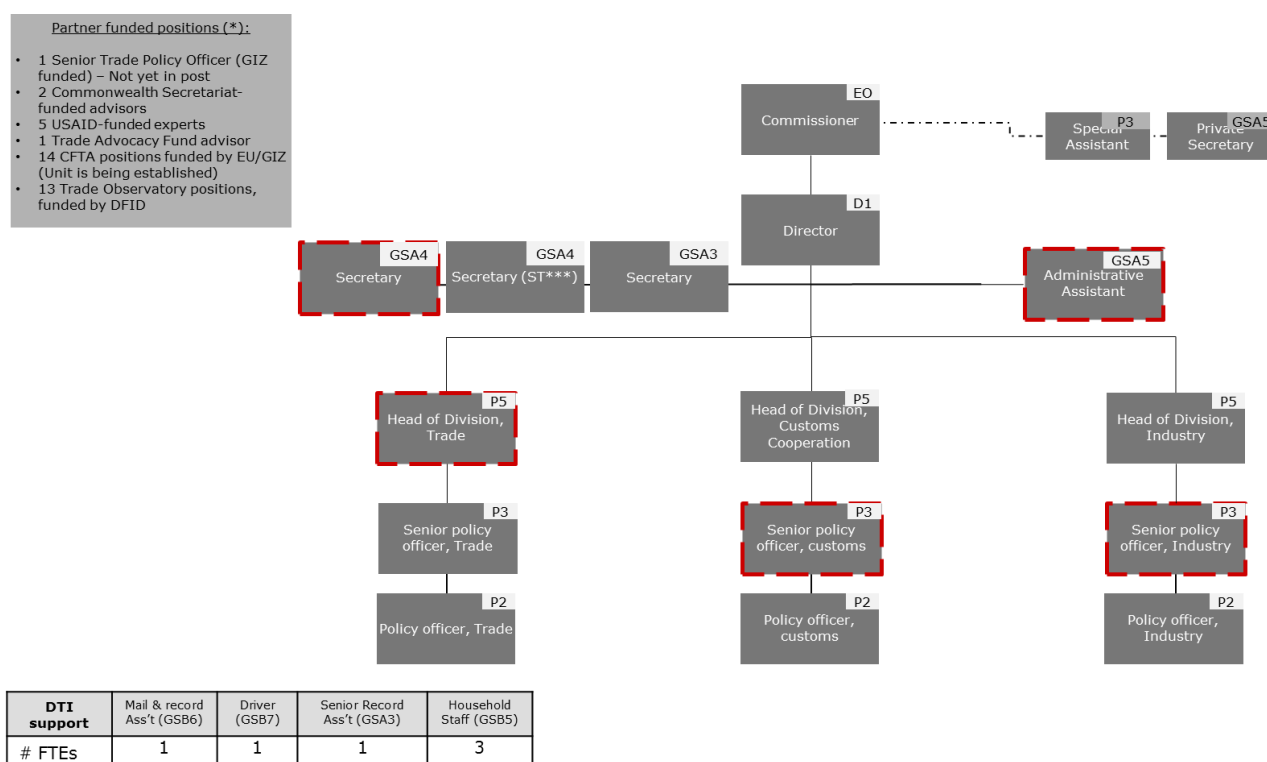 Partner funded positions (*):
• 1 Senior Trade Policy Officer (GIZ
funded) – Not yet in post
• 2 Commonwealth Secretariat-
funded advisors
• 5 USAID-funded experts
• 1 Trade Advocacy Fund advisor
• 14 CFTA positions funded by EU/GIZ
(Unit is being established)
• 13 Trade Observatory positions,
funded by DFID
EO
Commissioner
P3
Special
Assistant
GSA5
Private
Secretary
D1
Director
GSA4
Secretary
GSA4
Secretary (ST***)
GSA3
Secretary
GSA5
Administrative
Assistant
P5
Head of Division,
Trade
P5
Head of Division,
Customs
Cooperation
P5
Head of Division,
Industry
P3
Senior policy
officer, Trade
P3
Senior policy
officer, customs
P3
Senior policy
officer, Industry
P2
Policy officer, Trade
P2
Policy officer,
customs
P2
Policy officer,
Industry
DTI
support
Mail & record
Ass’t (GSB6)
Driver
(GSB7)
Senior Record
Ass’t (GSA3)
Household
Staff (GSB5)
# FTEs
1
1
1
3